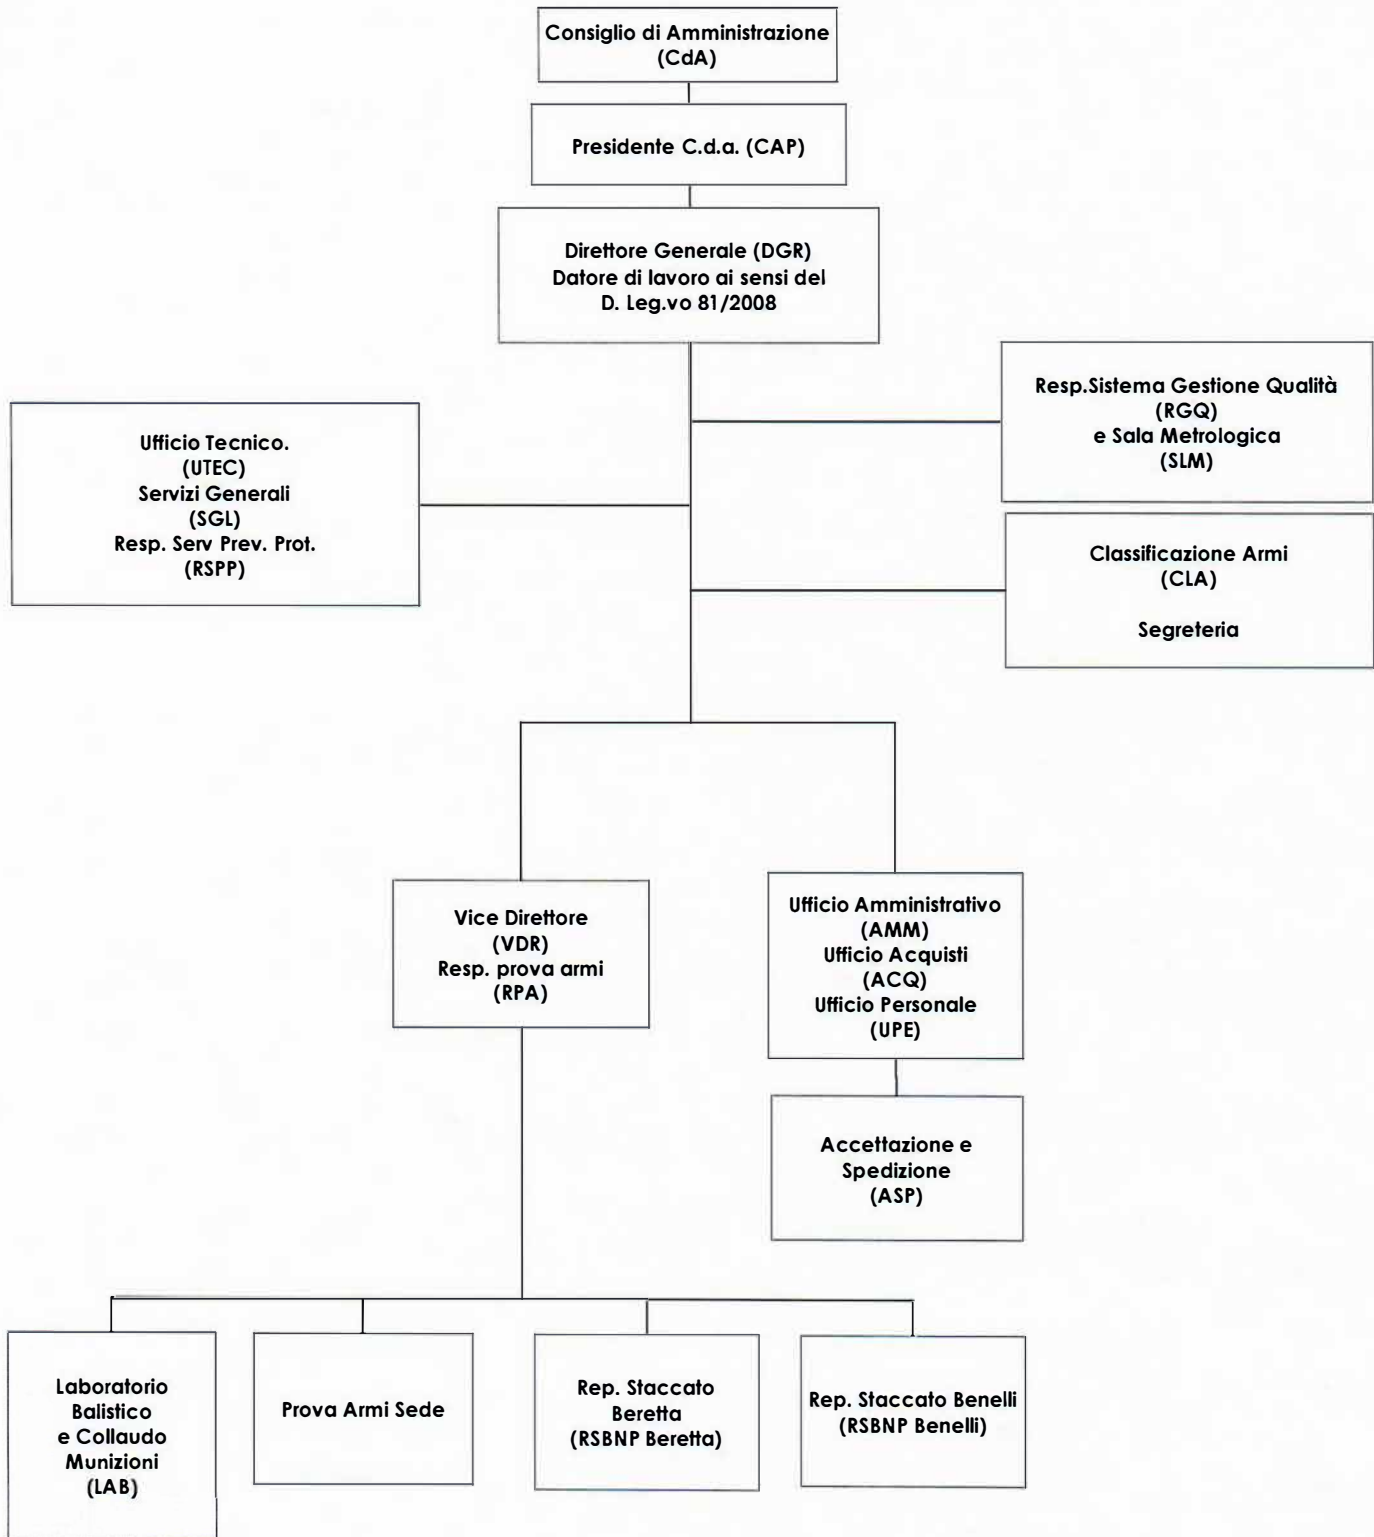 Consiglio di Amministrazione
(CdA)
Presidente C.d.a. (CAP)
Direttore Generale (DGR)
Datore di lavoro ai sensi del
D. Leg.vo 81/2008
Resp.Sistema Gestione Qualità
(RGQ)
e Sala Metrologica
(SLM)
Ufficio Tecnico.
(UTEC)
Servizi Generali
(SGL)
Resp. Serv Prev. Prot.
(RSPP)
Classificazione Armi
(CLA)
Segreteria
Vice Direttore
(VDR)
Resp. prova armi
(RPA)
Ufficio Amministrativo
(AMM)
Ufficio Acquisti
(ACQ)
Ufficio Personale
(UPE)
Accettazione e
Spedizione
(ASP)
Laboratorio
Balistico
e Collaudo
Munizioni
(LAB)
Prova Armi Sede
Rep. Staccato
Beretta
(RSBNP Beretta)
Rep. Staccato Benelli
(RSBNP Benelli)